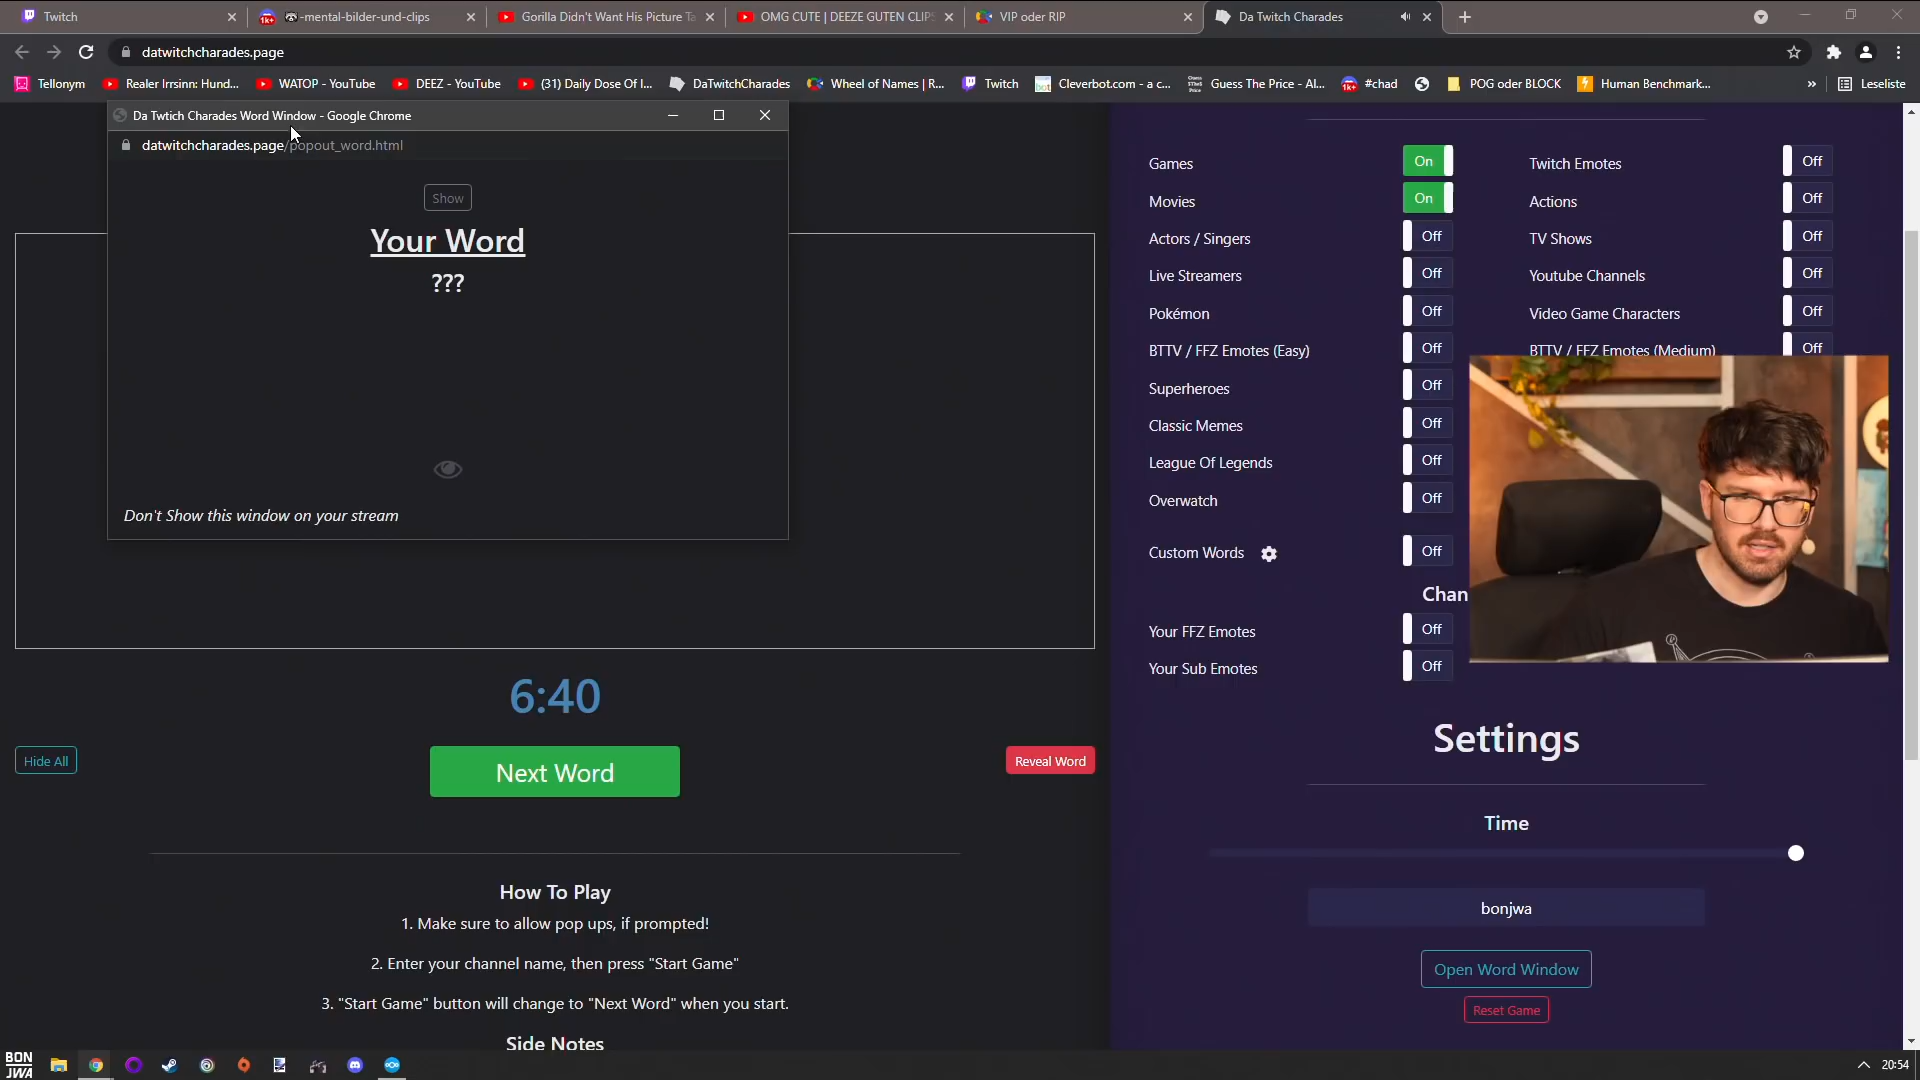 Twitch
-mental-bilder-und-clips
Gorilla Didn't Want His Picture Ta
OMG CUTE | DEEZE GUTEN CLIPS
VIP oder RIP
Da Twitch Charades
datwitchcharades.page
Tellonym
Realer Irrsinn: Hund...
WATOP - YouTube
DEEZ - YouTube
(31) Daily Dose Of I...
DaTwitchCharades
Wheel of Names | R...
Twitch
Cleverbot.com - a c...
Guess The Price - Al...
#chad
POG oder BLOCK
Human Benchmark...
»
Leseliste
Da Twtich Charades Word Window - Google Chrome
datwitchcharades.page/popout_word.html
Show
Your Word
???
Don't Show this window on your stream
6:40
Hide All
Next Word
Reveal Word
How To Play
1. Make sure to allow pop ups, if prompted!
2. Enter your channel name, then press "Start Game"
3. "Start Game" button will change to "Next Word" when you start.
Side Notes
Games On Twitch Emotes Off
Movies On Actions Off
Actors / Singers Off TV Shows Off
Live Streamers Off Youtube Channels Off
Pokémon Off Video Game Characters Off
BTTV / FFZ Emotes (Easy) Off BTTV / FFZ Emotes (Medium) Off
Superheroes Off
Classic Memes Off
League Of Legends Off
Overwatch Off
Custom Words Off
Chan
Your FFZ Emotes Off
Your Sub Emotes Off
Settings
Time
bonjwa
Open Word Window
Reset Game
BON
JWA
20:54